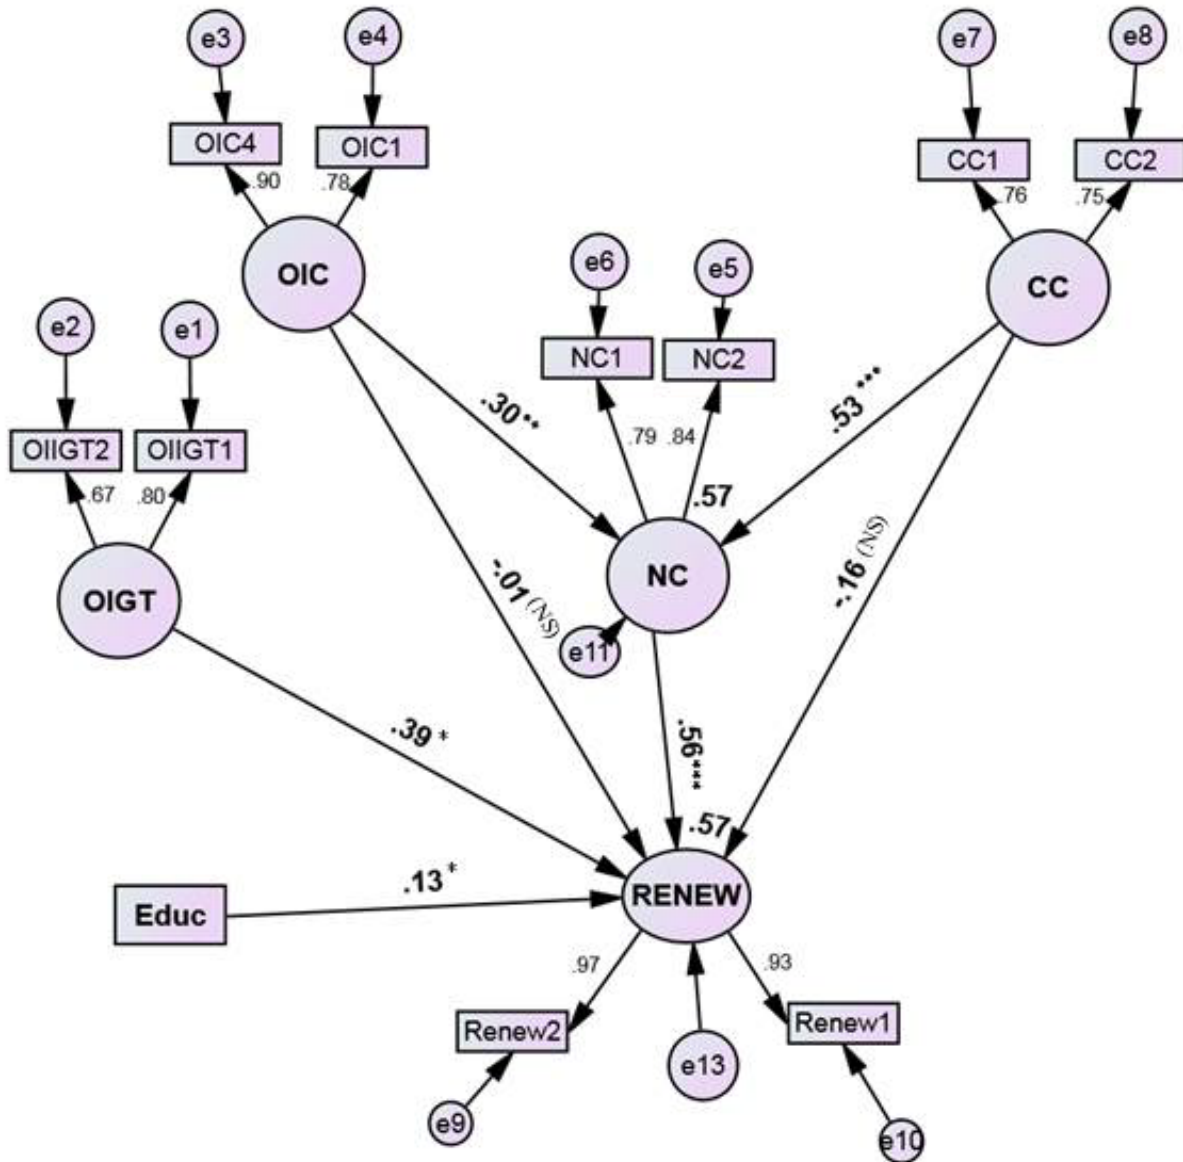 e3
e4
e7
e8
OIC4
OIC1
CC1
CC2
.90
.78
.76
.75
OIC
CC
e6
e5
e2
e1
NC1
NC2
.30**
.53***
OIIGT2
OIIGT1
.79
.84
.67
.80
.57
NC
OIGT
-.01(NS)
-.16(NS)
e11
.39*
.56***
.57
.13*
Educ
RENEW
.97
.93
Renew2
Renew1
e13
e9
e10